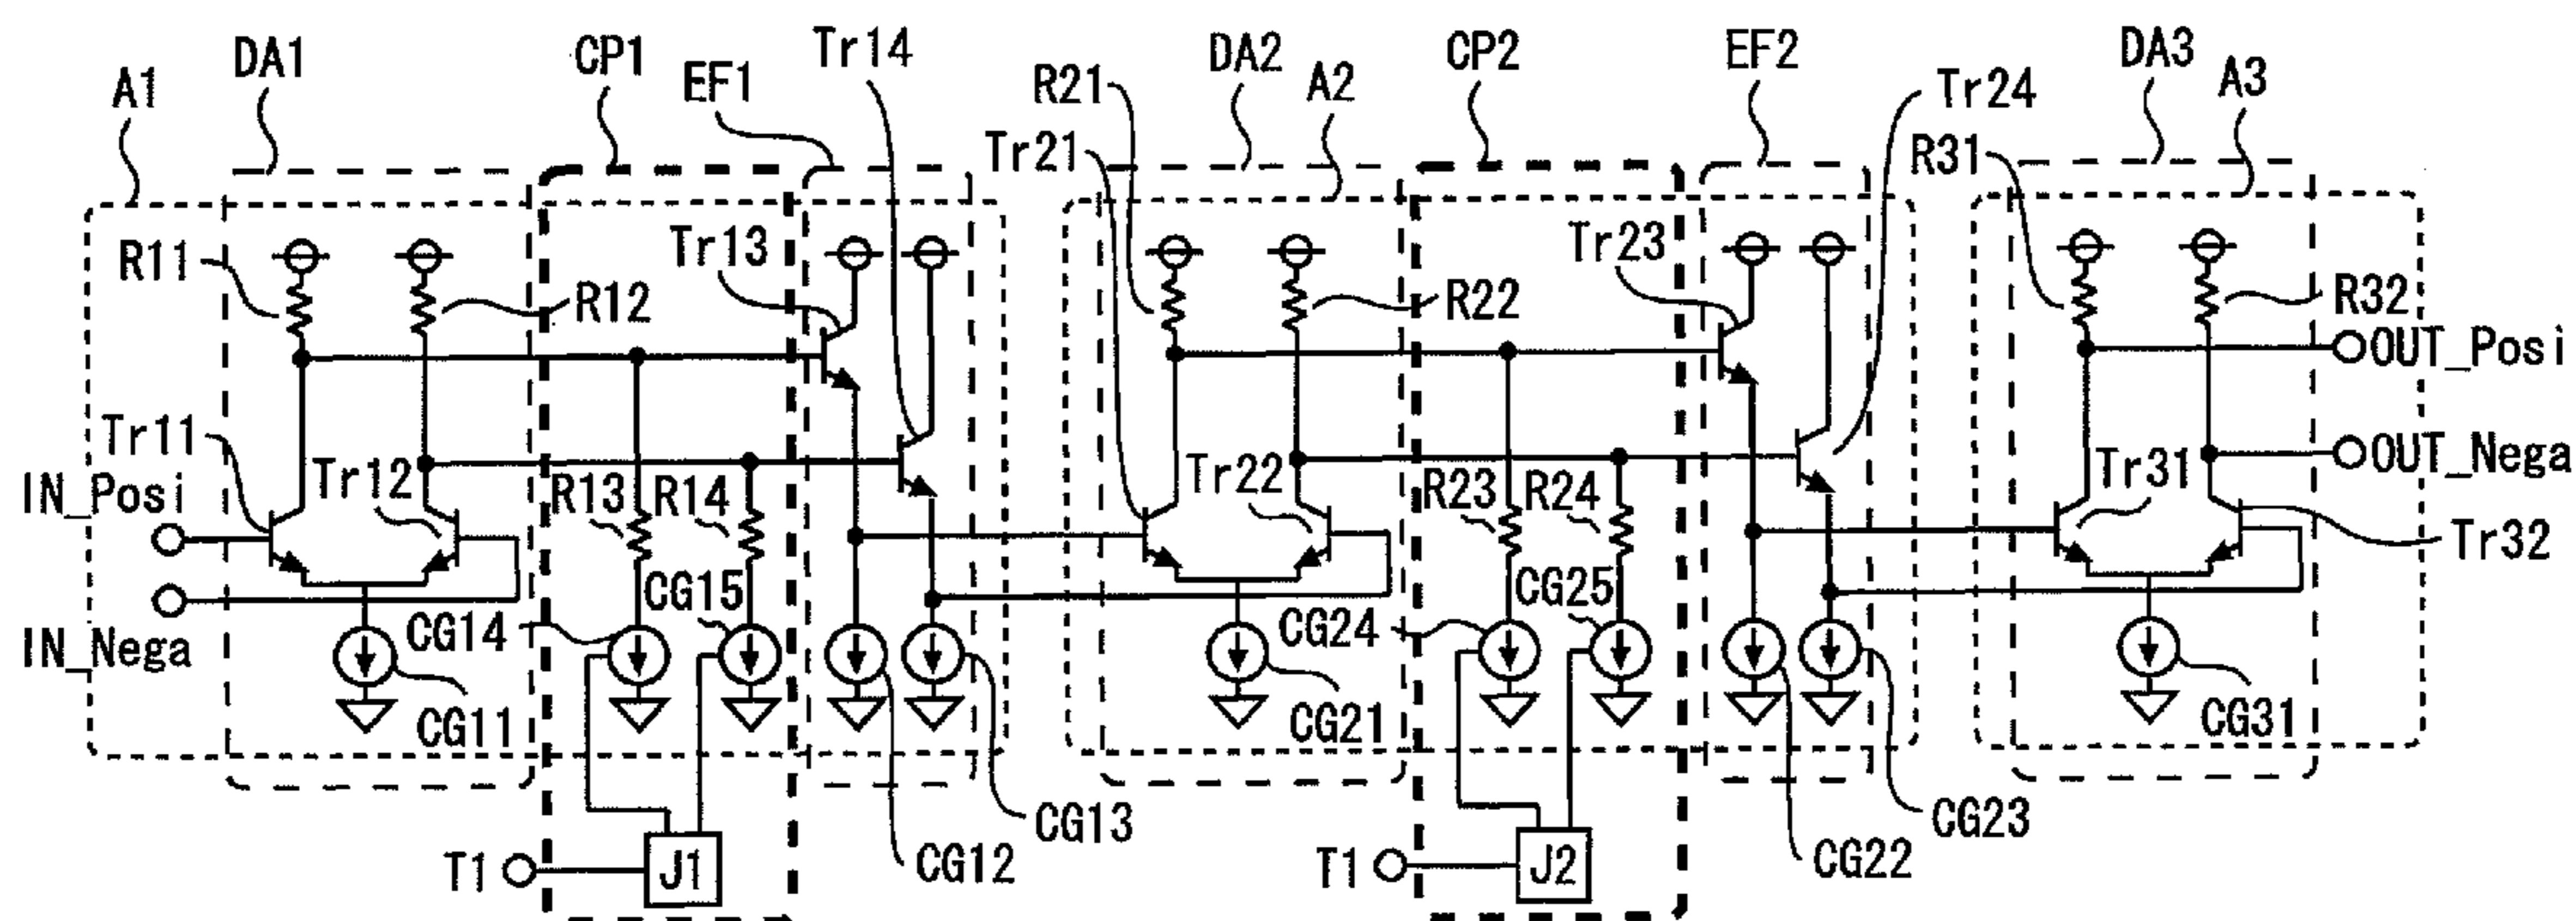 A1
DA1
CP1
EF1
Tr14
R21
Tr21
DA2
A2
CP2
EF2
Tr24
R31
DA3
A3
R11
R12
Tr13
R22
Tr23
R32
OUT_Posi
Tr11
IN_Posi
Tr12
R13
R14
Tr22
R23
R24
Tr31
OUT_Nega
Tr32
IN_Nega
CG14
CG15
CG24
CG25
CG11
CG21
CG31
CG13
CG12
CG23
CG22
T1
J1
T1
J2